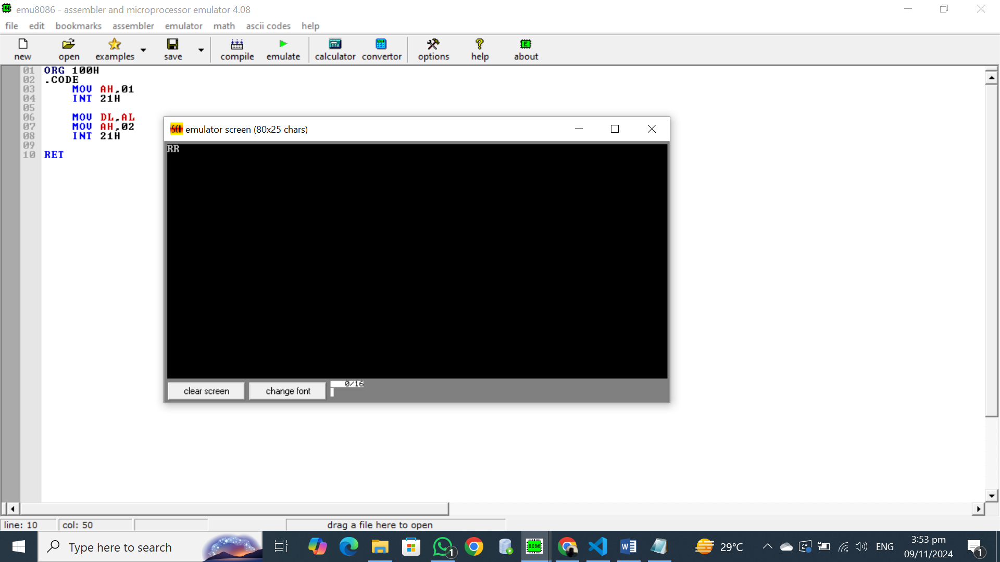 emu8086 - assembler and microprocessor emulator 4.08
file edit bookmarks assembler emulator math ascii codes help
new open examples save compile emulate calculator convertor options help about
01 ORG 100H
02 .CODE
03 MOV AH,01
04 INT 21H
05
06 MOV DL,AL
07 MOV AH,02
08 INT 21H
09
10 RET
SCR emulator screen (80x25 chars)
RR
clear screen change font 0/16
line: 10 col: 50 drag a file here to open
Type here to search 1 8086 29°C ENG 3:53 pm 09/11/2024 1